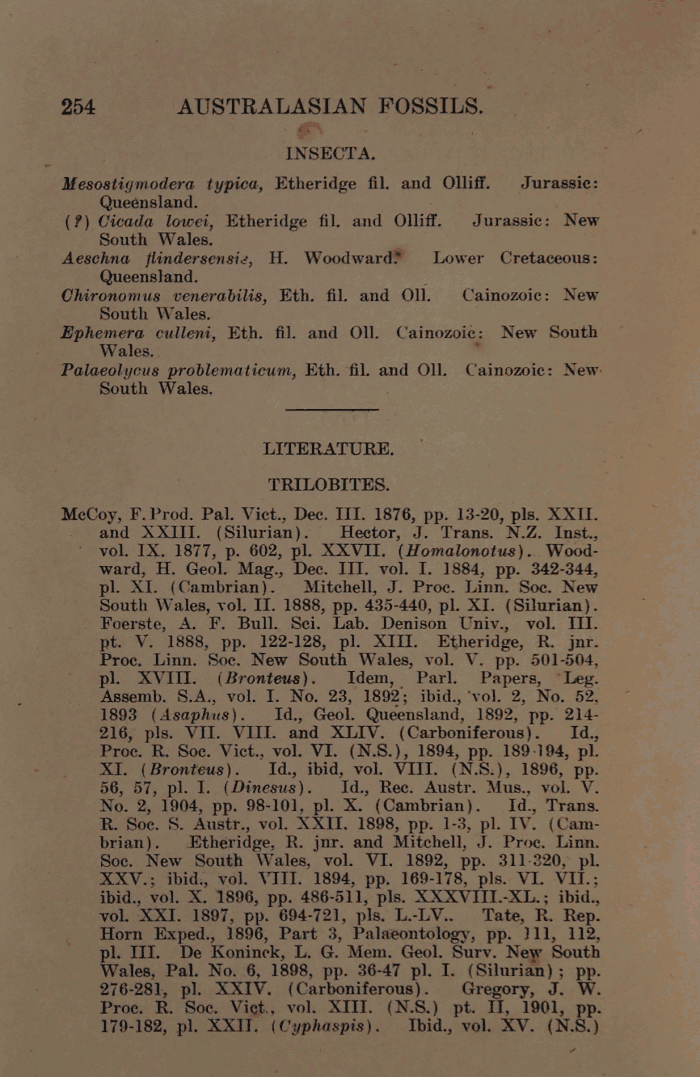 254 AUSTRALASIAN FOSSILS.
INSECTA.
Mesostigmodera typica, Etheridge fil. and Olliff. Jurassic:
Queensland.
(?) Cicada lowei, Etheridge fil. and Olliff. Jurassic: New
South Wales.
Aeschna flindersensis, H. Woodward. Lower Cretaceous:
Queensland.
Chironomus venerabilis, Eth. fil. and Oll. Cainozoic: New
South Wales.
Ephemera culleni, Eth. fil. and Oll. Cainozoic: New South
Wales.
Palaeolycus problematicum, Eth. fil. and Oll. Cainozoic: New
South Wales.
LITERATURE.
TRILOBITES.
McCoy, F. Prod. Pal. Vict., Dec. III. 1876, pp. 13-20, pls. XXII.
and XXIII. (Silurian). Hector, J. Trans. N.Z. Inst.,
vol. IX. 1877, p. 602, pl. XXVII. (Homalonotus). Wood-
ward, H. Geol. Mag., Dec. III. vol. I. 1884, pp. 342-344,
pl. XI. (Cambrian). Mitchell, J. Proc. Linn. Soc. New
South Wales, vol. II. 1888, pp. 435-440, pl. XI. (Silurian).
Foerste, A. F. Bull. Sci. Lab. Denison Univ., vol. III.
pt. V. 1888, pp. 122-128, pl. XIII. Etheridge, R. jnr.
Proc. Linn. Soc. New South Wales, vol. V. pp. 501-504,
pl. XVIII. (Bronteus). Idem, Parl. Papers, Leg.
Assemb. S.A., vol. I. No. 23, 1892; ibid., vol. 2, No. 52,
1893 (Asaphus). Id., Geol. Queensland, 1892, pp. 214-
216, pls. VII. VIII. and XLIV. (Carboniferous). Id.,
Proc. R. Soc. Vict., vol. VI. (N.S.), 1894, pp. 189-194, pl.
XI. (Bronteus). Id., ibid, vol. VIII. (N.S.), 1896, pp.
56, 57, pl. I. (Dinesus). Id., Rec. Austr. Mus., vol. V.
No. 2, 1904, pp. 98-101, pl. X. (Cambrian). Id., Trans.
R. Soc. S. Austr., vol. XXII. 1898, pp. 1-3, pl. IV. (Cam-
brian). Etheridge, R. jnr. and Mitchell, J. Proc. Linn.
Soc. New South Wales, vol. VI. 1892, pp. 311-320, pl.
XXV.; ibid., vol. VIII. 1894, pp. 169-178, pls. VI. VII.;
ibid., vol. X. 1896, pp. 486-511, pls. XXXVIII.-XL.; ibid.,
vol. XXI. 1897, pp. 694-721, pls. L.-LV.. Tate, R. Rep.
Horn Exped., 1896, Part 3, Palaeontology, pp. 111, 112,
pl. III. De Koninck, L. G. Mem. Geol. Surv. New South
Wales, Pal. No. 6, 1898, pp. 36-47 pl. I. (Silurian); pp.
276-281, pl. XXIV. (Carboniferous). Gregory, J. W.
Proc. R. Soc. Vict., vol. XIII. (N.S.) pt. II, 1901, pp.
179-182, pl. XXII. (Cyphaspis). Ibid., vol. XV. (N.S.)